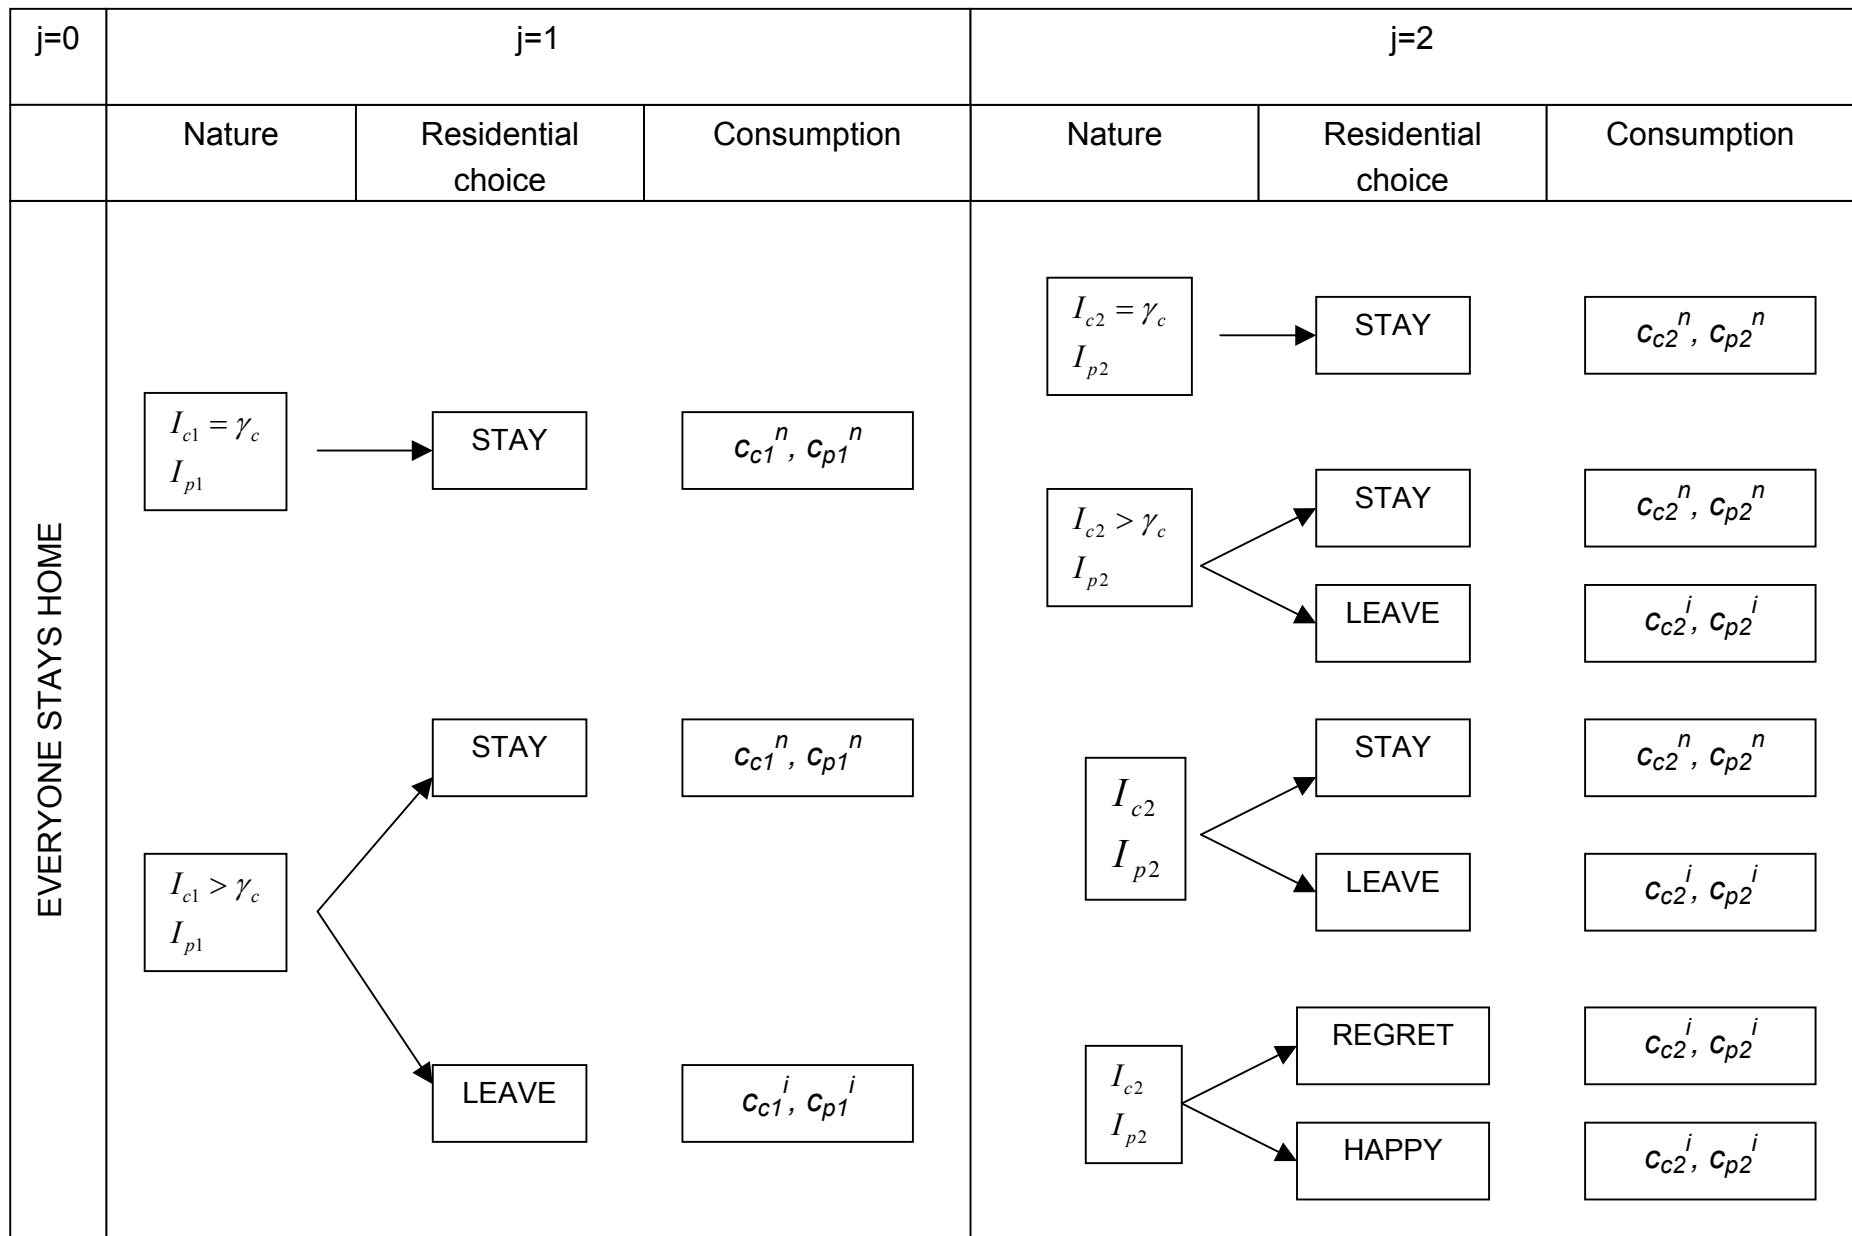 j=0
j=1
j=2
Nature
Residential
choice
Consumption
Nature
Residential
choice
Consumption
EVERYONE STAYS HOME
I_{c1} = γ_c
I_{p1}
STAY
c_{c1}^n, c_{p1}^n
I_{c1} > γ_c
I_{p1}
STAY
c_{c1}^n, c_{p1}^n
LEAVE
c_{c1}^i, c_{p1}^i
I_{c2} = γ_c
I_{p2}
STAY
c_{c2}^n, c_{p2}^n
I_{c2} > γ_c
I_{p2}
STAY
c_{c2}^n, c_{p2}^n
LEAVE
c_{c2}^i, c_{p2}^i
I_{c2}
I_{p2}
STAY
c_{c2}^n, c_{p2}^n
LEAVE
c_{c2}^i, c_{p2}^i
I_{c2}
I_{p2}
REGRET
c_{c2}^i, c_{p2}^i
HAPPY
c_{c2}^i, c_{p2}^i